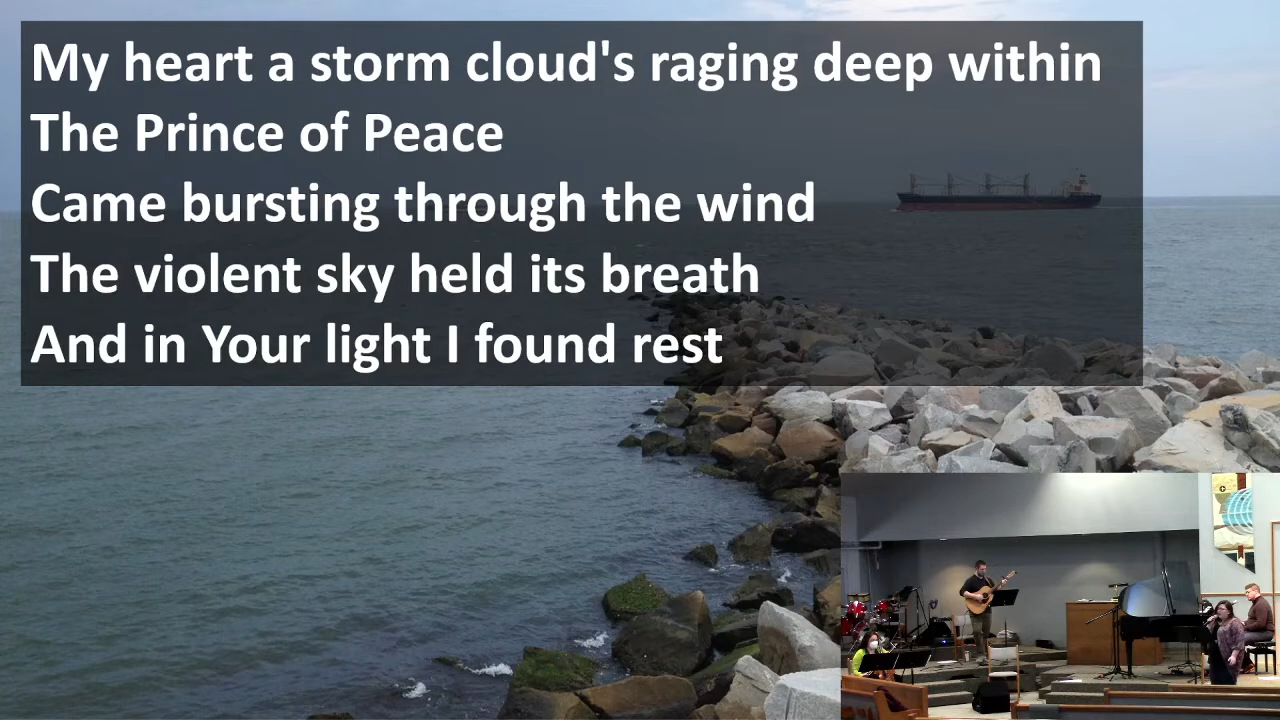 My heart a storm cloud's raging deep within
The Prince of Peace
Came bursting through the wind
The violent sky held its breath
And in Your light I found rest